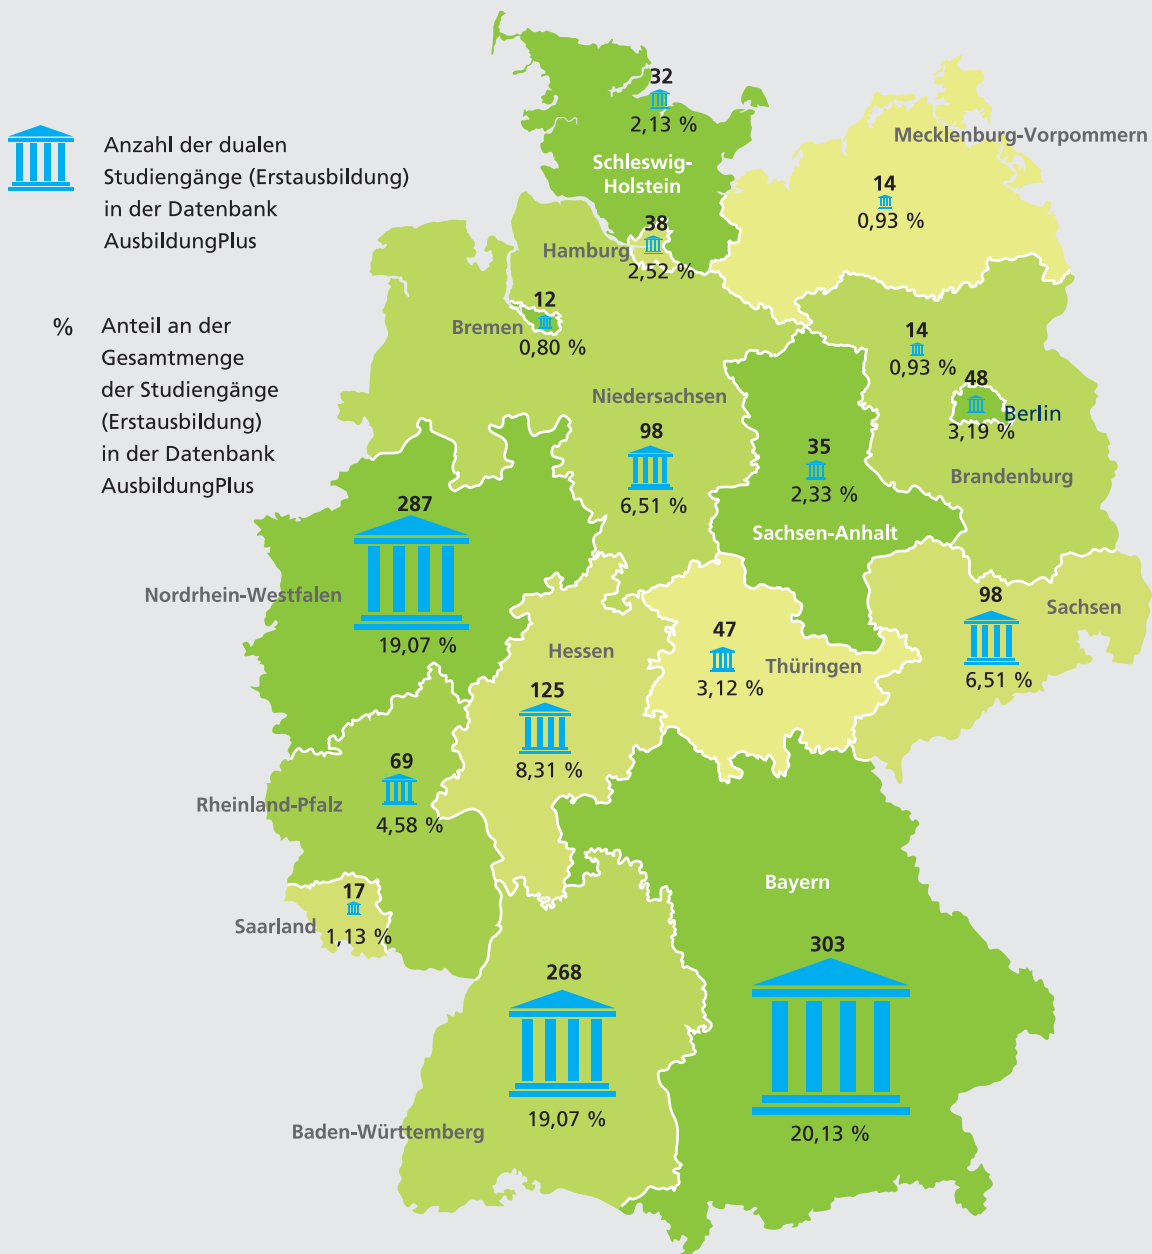 Anzahl der dualen
Studiengänge (Erstausbildung)
in der Datenbank
AusbildungPlus
% Anteil an der
Gesamtmenge
der Studiengänge
(Erstausbildung)
in der Datenbank
AusbildungPlus
32
2,13 %
Schleswig-
Holstein
Mecklenburg-Vorpommern
14
0,93 %
38
Hamburg
2,52 %
12
Bremen
0,80 %
14
0,93 %
48
Berlin
3,19 %
Brandenburg
Niedersachsen
98
6,51 %
35
2,33 %
Sachsen-Anhalt
287
Nordrhein-Westfalen
19,07 %
98
Sachsen
6,51 %
47
Thüringen
3,12 %
Hessen
125
8,31 %
69
Rheinland-Pfalz
4,58 %
17
Saarland
1,13 %
Bayern
303
20,13 %
268
19,07 %
Baden-Württemberg